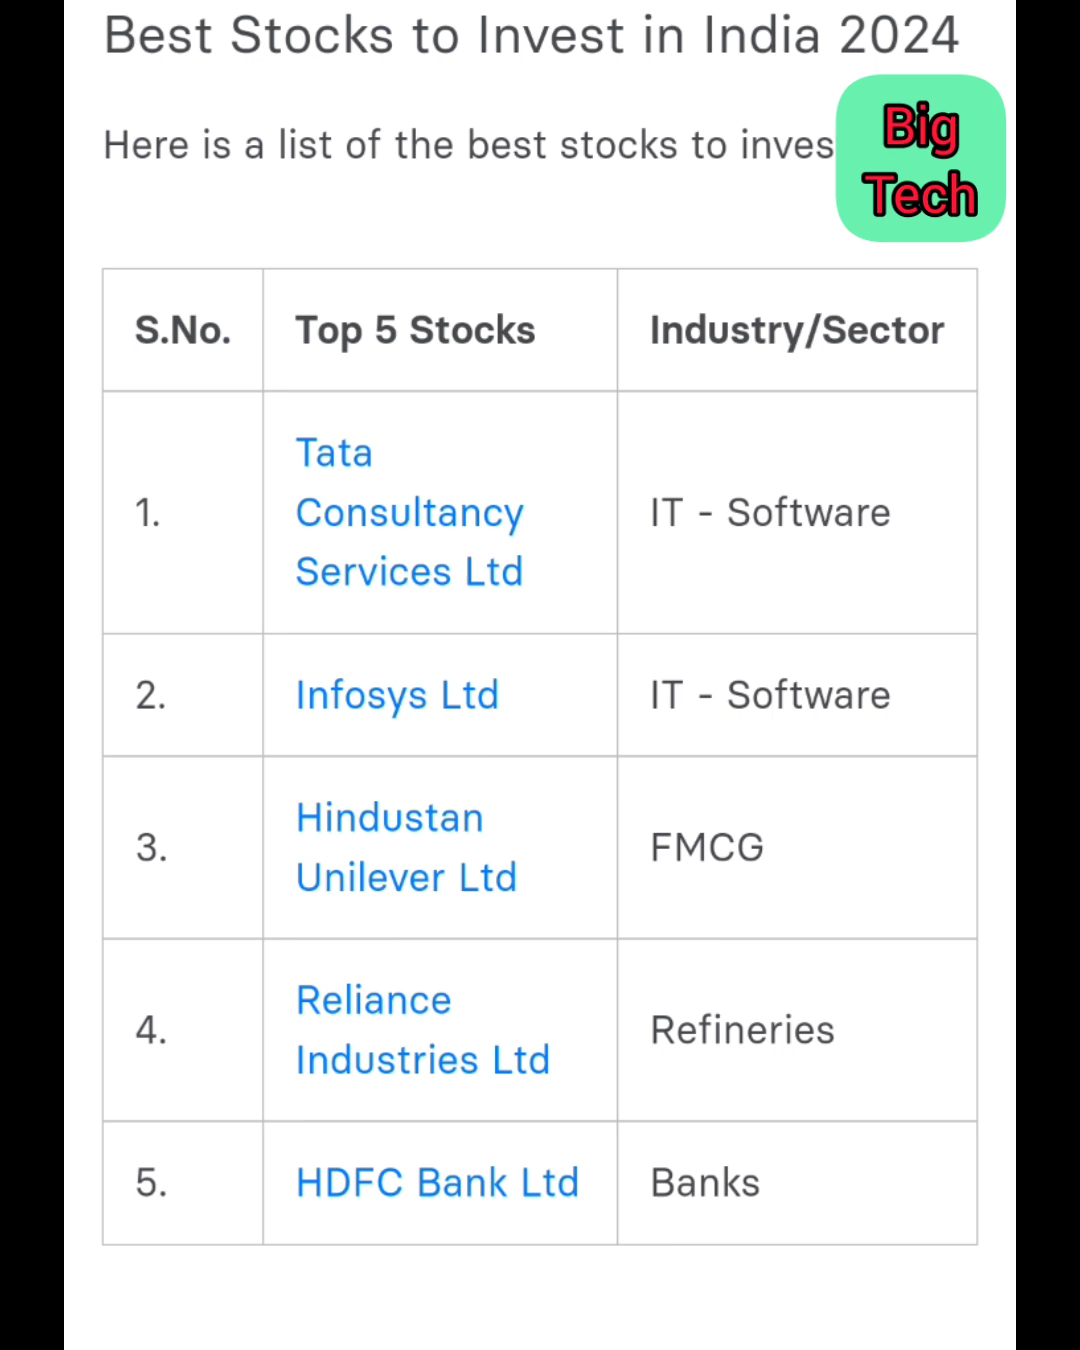 Best Stocks to Invest in India 2024
Here is a list of the best stocks to inves
Big
Tech
S.No.
Top 5 Stocks
Industry/Sector
1.
Tata
Consultancy
Services Ltd
IT - Software
2.
Infosys Ltd
IT - Software
3.
Hindustan
Unilever Ltd
FMCG
4.
Reliance
Industries Ltd
Refineries
5.
HDFC Bank Ltd
Banks